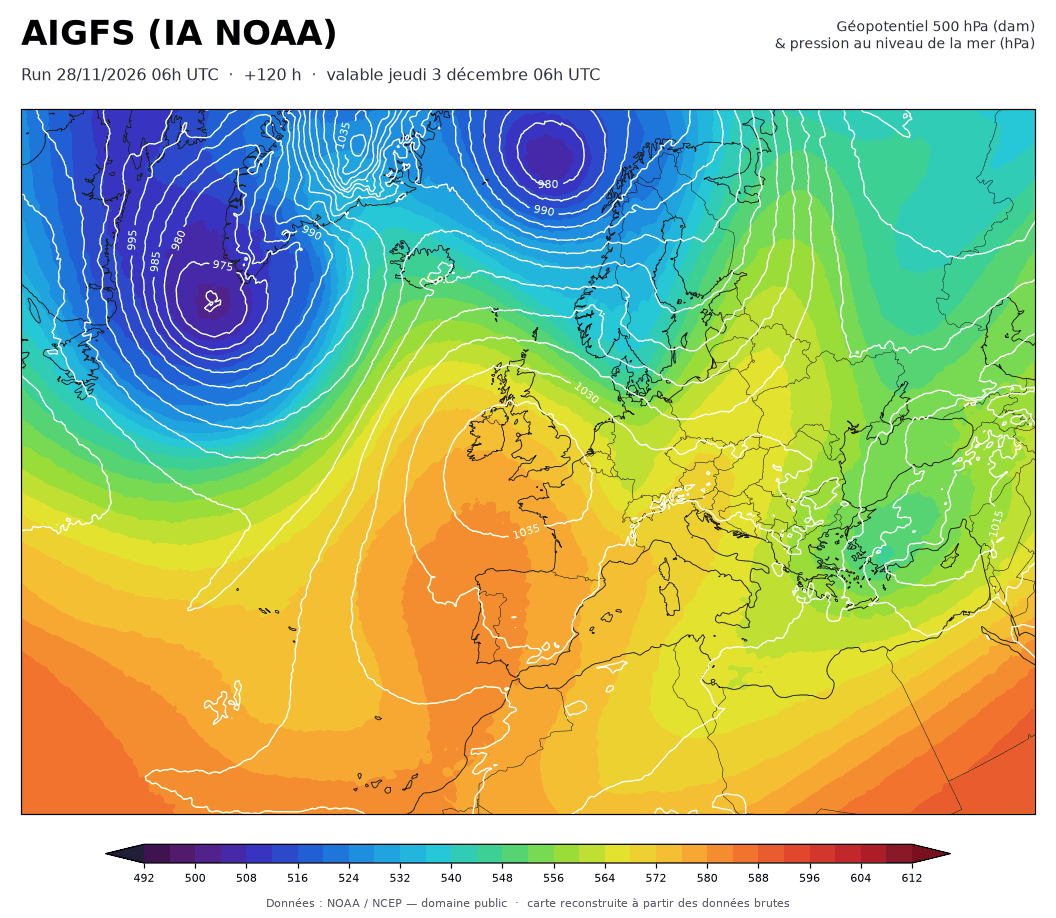 AIGFS (IA NOAA)
Géopotentiel 500 hPa (dam)
& pression au niveau de la mer (hPa)
Run 28/11/2026 06h UTC · +120 h · valable jeudi 3 décembre 06h UTC
1035
980
990
995
980
985
990
975
1030
1035
1015
492 500 508 516 524 532 540 548 556 564 572 580 588 596 604 612
Données : NOAA / NCEP — domaine public · carte reconstruite à partir des données brutes